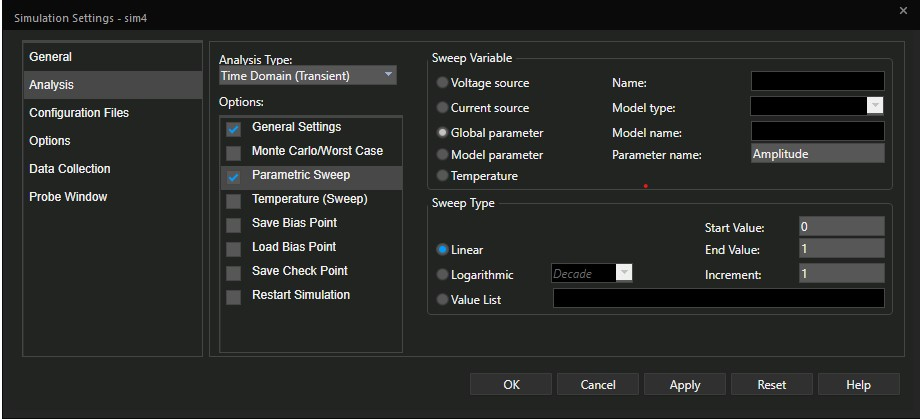 Simulation Settings - sim4
×
General
Analysis
Configuration Files
Options
Data Collection
Probe Window
Analysis Type:
Time Domain (Transient)
Options:
General Settings
Monte Carlo/Worst Case
Parametric Sweep
Temperature (Sweep)
Save Bias Point
Load Bias Point
Save Check Point
Restart Simulation
Sweep Variable
Voltage source
Name:
Current source
Model type:
Global parameter
Model name:
Model parameter
Parameter name:
Amplitude
Temperature
Sweep Type
Start Value:
0
Linear
End Value:
1
Logarithmic
Decade
Increment:
1
Value List
OK
Cancel
Apply
Reset
Help